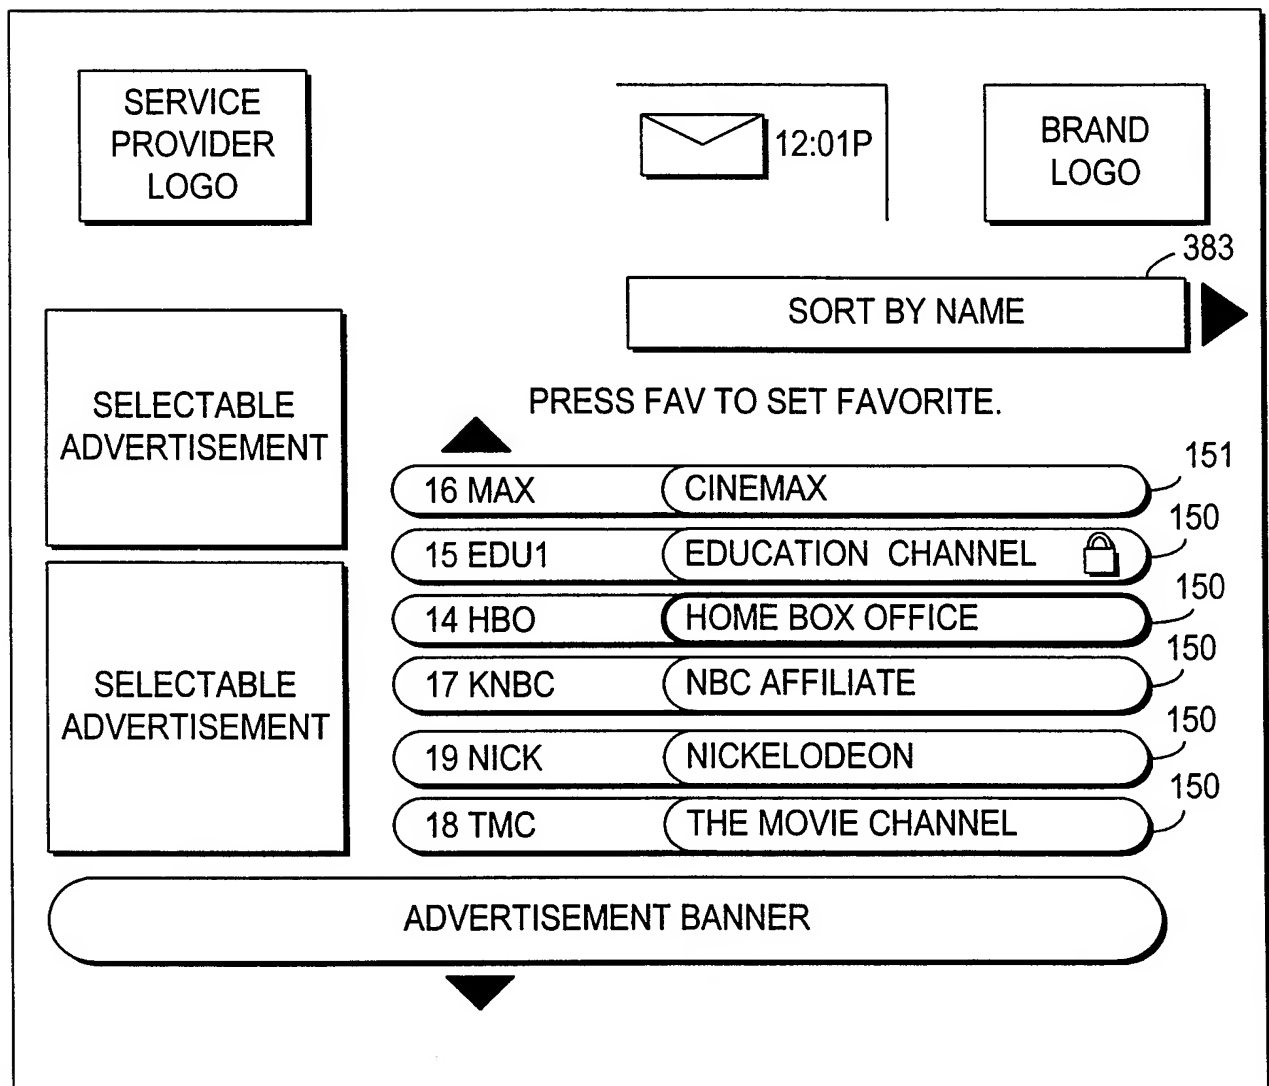 SERVICE
PROVIDER
LOGO
12:01P
BRAND
LOGO
383
SORT BY NAME
SELECTABLE
ADVERTISEMENT
PRESS FAV TO SET FAVORITE.
16 MAX CINEMAX 151
15 EDU1 EDUCATION CHANNEL 150
14 HBO HOME BOX OFFICE 150
17 KNBC NBC AFFILIATE 150
19 NICK NICKELODEON 150
18 TMC THE MOVIE CHANNEL 150
SELECTABLE
ADVERTISEMENT
ADVERTISEMENT BANNER